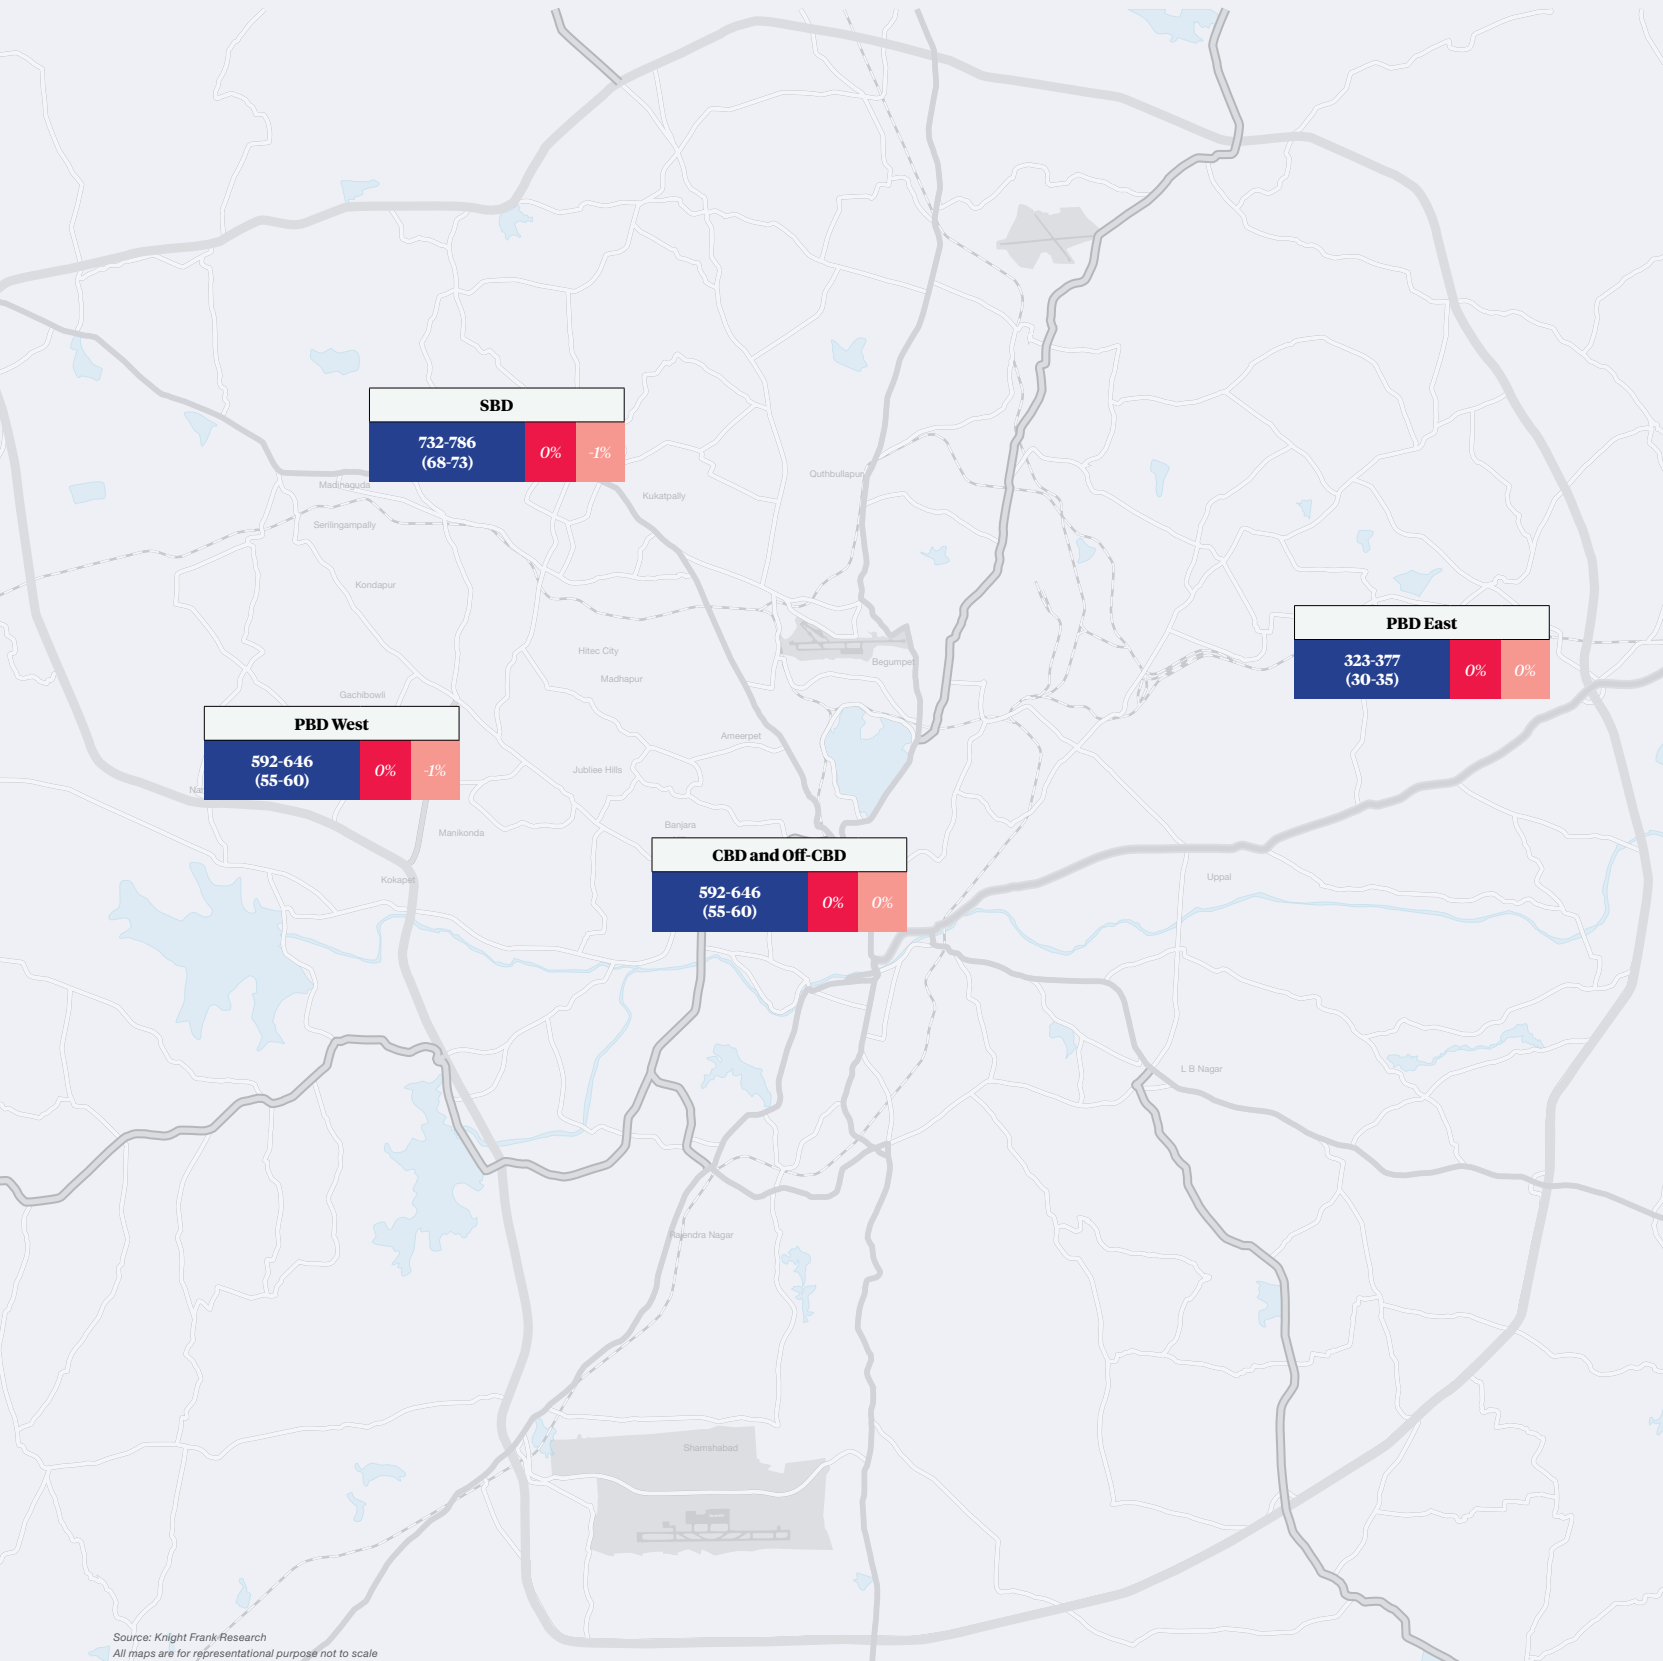 SBD
732-786
(68-73)
0%
-1%
Quthbullapur
Madinaguda
Kukatpally
Serilingampally
Kondapur
PBD East
323-377
(30-35)
0%
0%
Hitec City
Begumpet
Madhapur
Gachibowli
PBD West
592-646
(55-60)
0%
-1%
Ameerpet
Jubliee Hills
Banjara
Manikonda
CBD and Off-CBD
592-646
(55-60)
0%
0%
Kokapet
Uppal
L B Nagar
Rajendra Nagar
Shamshabad
Source: Knight Frank Research
All maps are for representational purpose not to scale